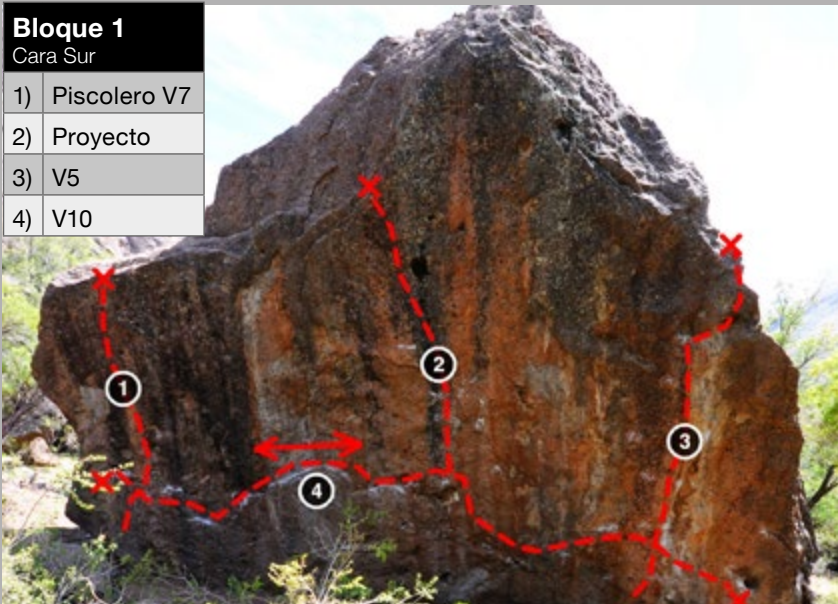 Bloque 1
Cara Sur
1) Piscolero V7
2) Proyecto
3) V5
4) V10
1
2
3
4